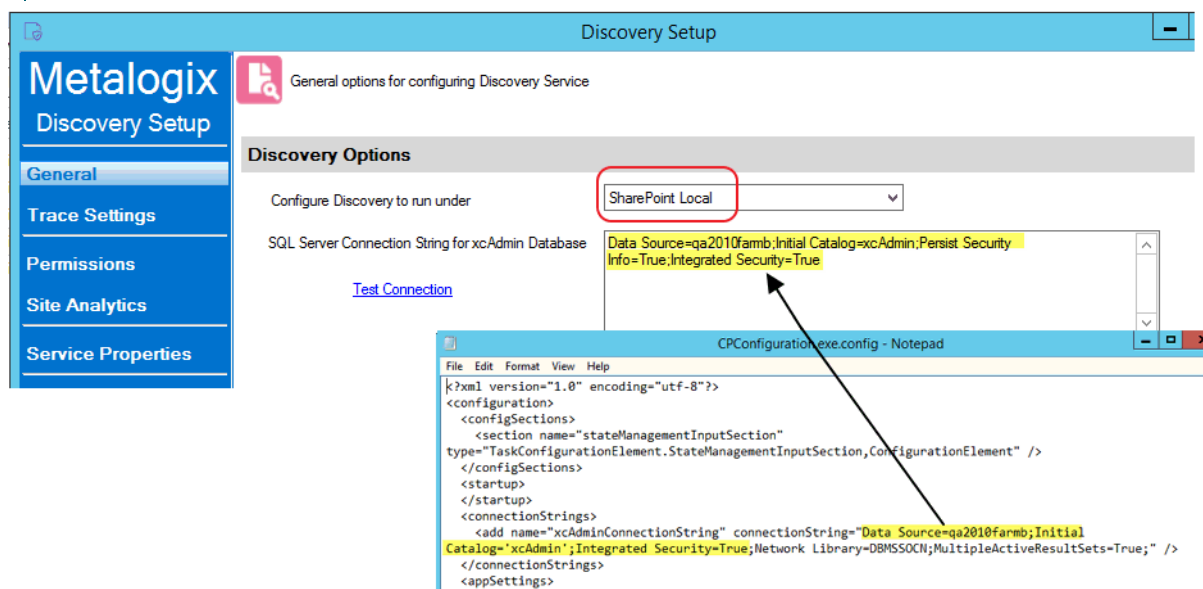 Discovery Setup
Metalogix
Discovery Setup
General options for configuring Discovery Service
Discovery Options
General
Configure Discovery to run under
SharePoint Local
Trace Settings
SQL Server Connection String for xcAdmin Database
Data Source=qa2010farmb;Initial Catalog=xcAdmin;Persist Security
Info=True;Integrated Security=True
Permissions
Test Connection
Site Analytics
Service Properties
CPConfiguration.exe.config - Notepad
File Edit Format View Help
<?xml version="1.0" encoding="utf-8"?>
<configuration>
<configSections>
<section name="stateManagementInputSection"
type="TaskConfigurationElement.StateManagementInputSection,ConfigurationElement" />
</configSections>
<startup>
</startup>
<connectionStrings>
<add name="xcAdminConnectionString" connectionString="Data Source=qa2010farmb;Initial
Catalog='xcAdmin';Integrated Security=True;Network Library=DBMSSOCN;MultipleActiveResultSets=True;" />
</connectionStrings>
<appSettings>